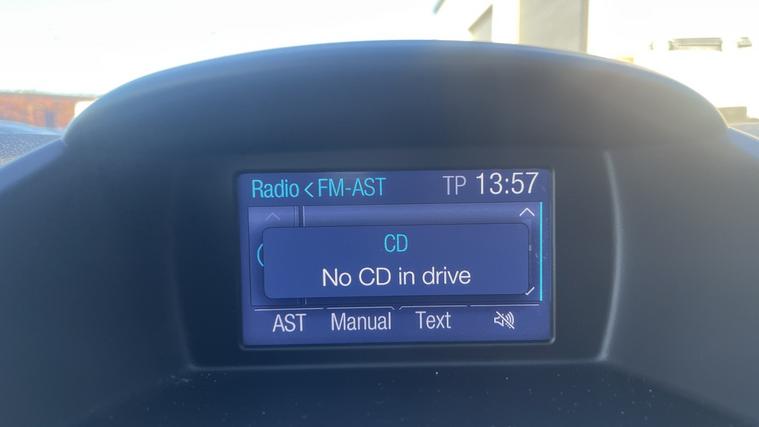 Radio < FM-AST TP 13:57
CD
No CD in drive
AST Manual Text